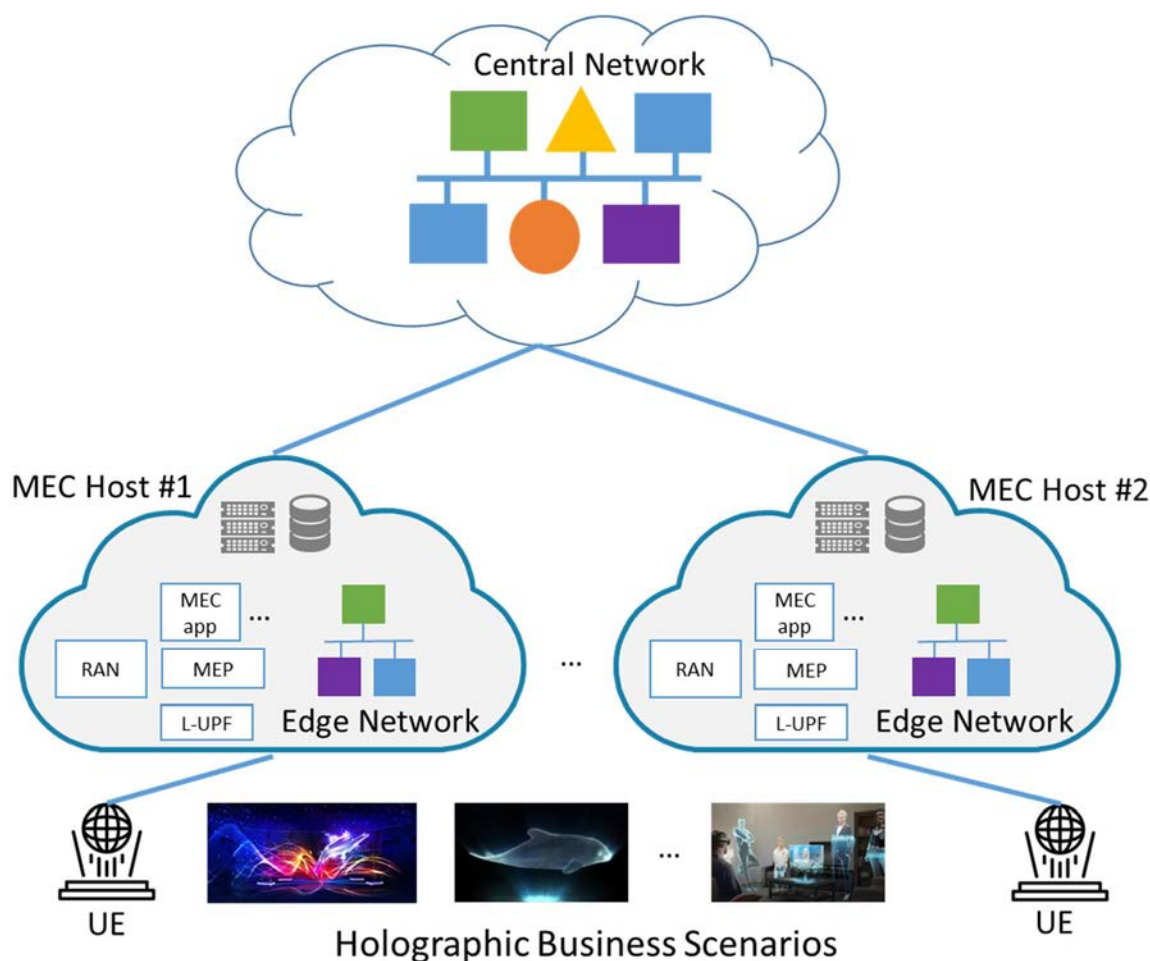 Central Network
MEC Host #1
MEC Host #2
MEC
app
...
RAN
MEP
L-UPF
Edge Network
...
MEC
app
...
RAN
MEP
L-UPF
Edge Network
...
UE
UE
Holographic Business Scenarios